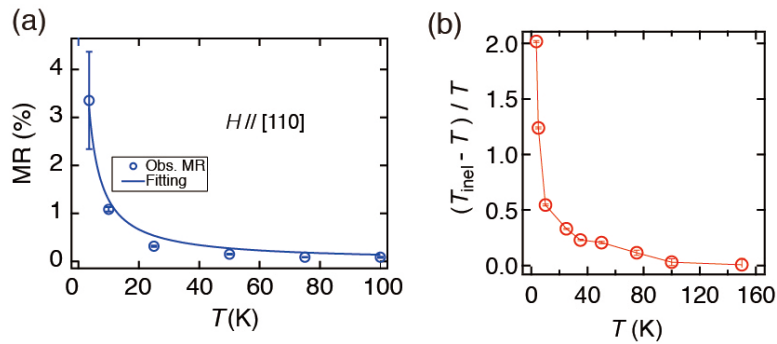 (a)
MR (%)
4
3
2
1
0
H // [110]
Obs. MR
Fitting
0 20 40 60 80 100
T(K)
(b)
(Tinel - T) / T
2.0
1.5
1.0
0.5
0.0
0 40 80 120 160
T (K)